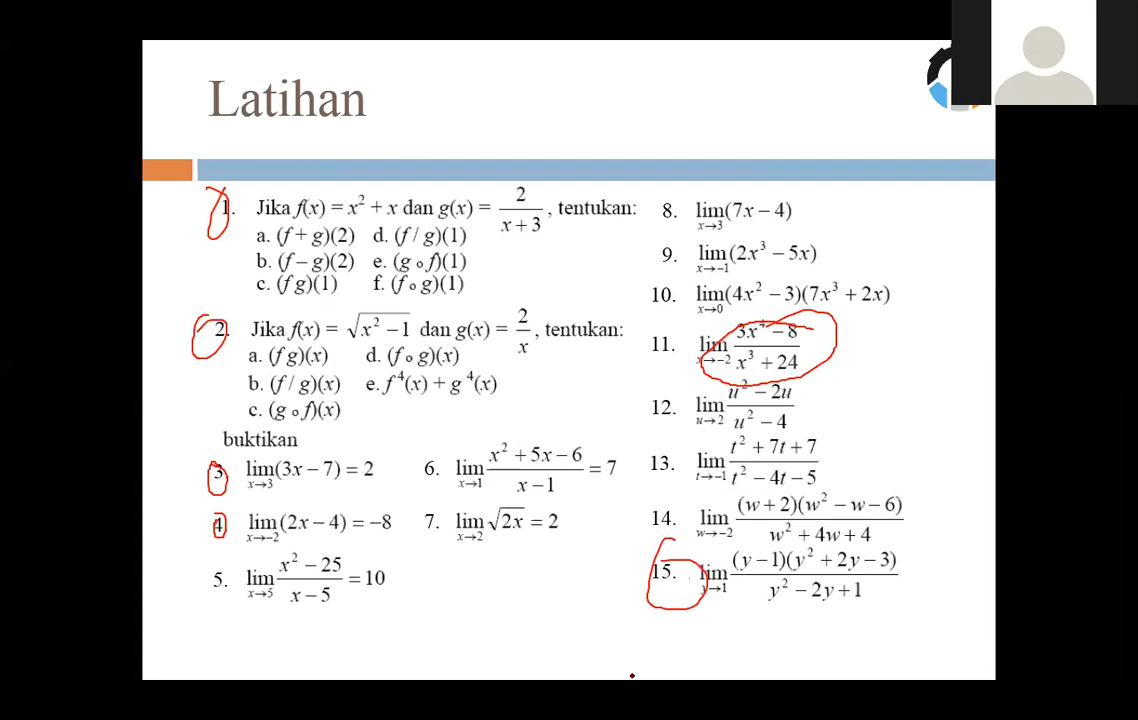 Latihan
1. Jika f(x) = x² + x dan g(x) = 2/(x + 3), tentukan:
a. (f + g)(2) d. (f / g)(1)
b. (f − g)(2) e. (g ∘ f)(1)
c. (fg)(1) f. (f ∘ g)(1)
2. Jika f(x) = √(x² − 1) dan g(x) = 2/x, tentukan:
a. (fg)(x) d. (f ∘ g)(x)
b. (f / g)(x) e. f⁴(x) + g⁴(x)
c. (g ∘ f)(x)
buktikan
3. lim x→3 (3x − 7) = 2
4. lim x→−2 (2x − 4) = −8
5. lim x→5 (x² − 25)/(x − 5) = 10
6. lim x→1 (x² + 5x − 6)/(x − 1) = 7
7. lim x→2 √2x = 2
8. lim x→3 (7x − 4)
9. lim x→−1 (2x³ − 5x)
10. lim x→0 (4x² − 3)(7x³ + 2x)
11. lim x→−2 (3x⁴ − 8)/(x³ + 24)
12. lim u→2 (u² − 2u)/(u² − 4)
13. lim t→−1 (t² + 7t + 7)/(t² − 4t − 5)
14. lim w→−2 (w + 2)(w² − w − 6)/(w² + 4w + 4)
15. lim y→1 (y − 1)(y² + 2y − 3)/(y² − 2y + 1)